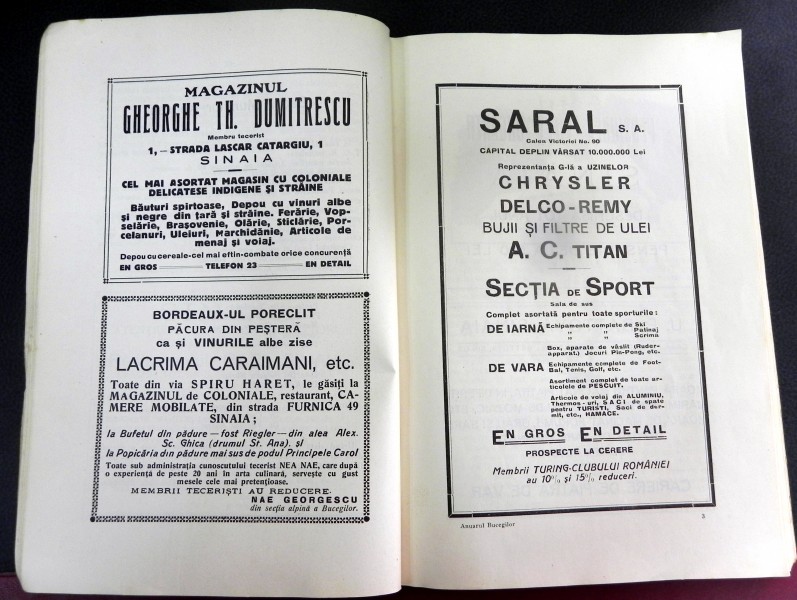 MAGAZINUL
GHEORGHE TH. DUMITRESCU
Membru tecerist
1, — STRADA LASCAR CATARGIU, 1
SINAIA
CEL MAI ASORTAT MAGASIN CU COLONIALE
DELICATESE INDIGENE ȘI STRĂINE
Băuturi spirtoase, Depou cu vinuri albe
și negre din țară și străine. Ferărie, Vop-
selărie, Brașovenie, Olărie, Sticlărie, Por-
celanuri, Uleiuri, Marchidănie, Articole de
menaj și voiaj.
Depou cu cereale-cel mai eftin-combate orice concurență
EN GROS TELEFON 23 EN DETAIL
BORDEAUX-UL PORECLIT
PĂCURA DIN PEȘTERĂ
ca și VINURILE albe zise
LACRIMA CARAIMANI, etc.
Toate din via SPIRU HARET, le găsiți la
MAGAZINUL de COLONIALE, restaurant, CA-
MERE MOBILATE, din strada FURNICA 49
SINAIA;
la Bufetul din pădure — fost Riegler — din alea Alex.
Sc. Ghica (drumul Sf. Ana). șl
la Popicăria din pădure mai sus de podul Principele Carol
Toate sub administrația cunoscutului tecerist NEA NAE, care după
o experiență de peste 20 ani în arta culinară, servește cu gust
mesele cele mai pretențioase.
MEMBRII TECERIȘTI AU REDUCERE.
NAE GEORGESCU
din secția alpină a Bucegilor.
SARAL S. A.
Calea Victoriei No. 90
CAPITAL DEPLIN VĂRSAT 10.000.000 Lei
Reprezentanța G-lă a UZINELOR
CHRYSLER
DELCO-REMY
BUJII ȘI FILTRE DE ULEI
A. C. TITAN
SECȚIA DE SPORT
Sala de sus
Complet asortată pentru toate sporturile:
DE IARNĂ Echipamente complete de Ski
" " Patinaj
" " Scrima
Box, aparate de vâslit (Ruder-
apparat.) Jocuri Pin-Pong, etc.
DE VARA Echipamente complete de Foot-
Bal, Tenis, Golf, etc.
Asortiment complet de toate ar-
ticolele de PESCUIT.
Articole de voiaj din ALUMINIU,
Thermos-uri, SACI de spate
pentru TURISTI, Saci de dor-
mit, etc., HAMACE.
EN GROS EN DETAIL
PROSPECTE LA CERERE
Membrii TURING-CLUBULUI ROMÂNIEI
au 10% și 15% reduceri.
Anuarul Bucegilor
3